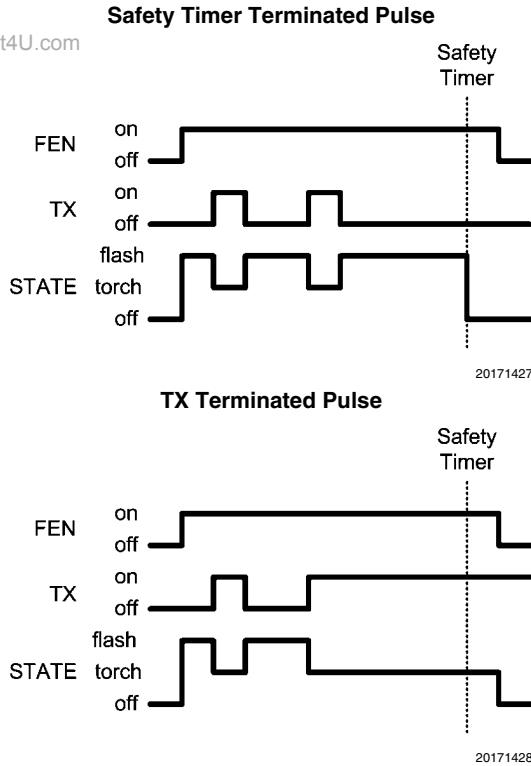 Safety Timer Terminated Pulse
t4U.com
Safety
Timer
on
FEN
off
on
TX
off
flash
STATE torch
off
20171427
TX Terminated Pulse
Safety
Timer
on
FEN
off
on
TX
off
flash
STATE torch
off
20171428